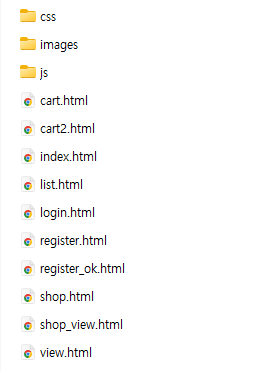 css
images
js
cart.html
cart2.html
index.html
list.html
login.html
register.html
register_ok.html
shop.html
shop_view.html
view.html